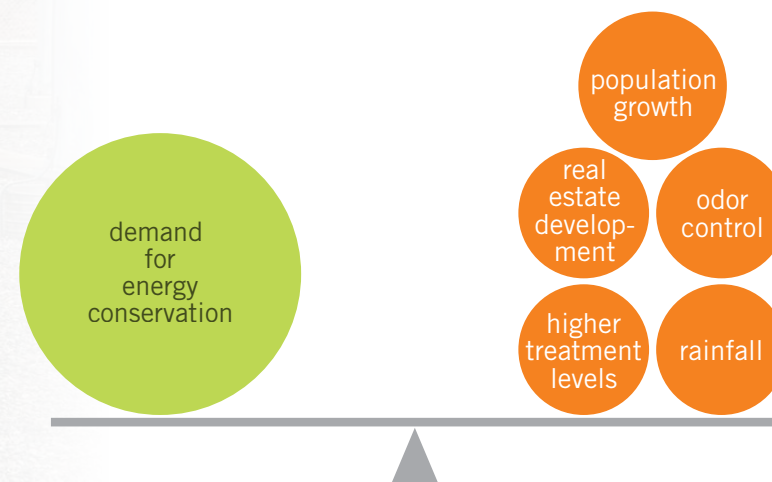 demand
for
energy
conservation
population
growth
real
estate
develop-
ment
odor
control
higher
treatment
levels
rainfall